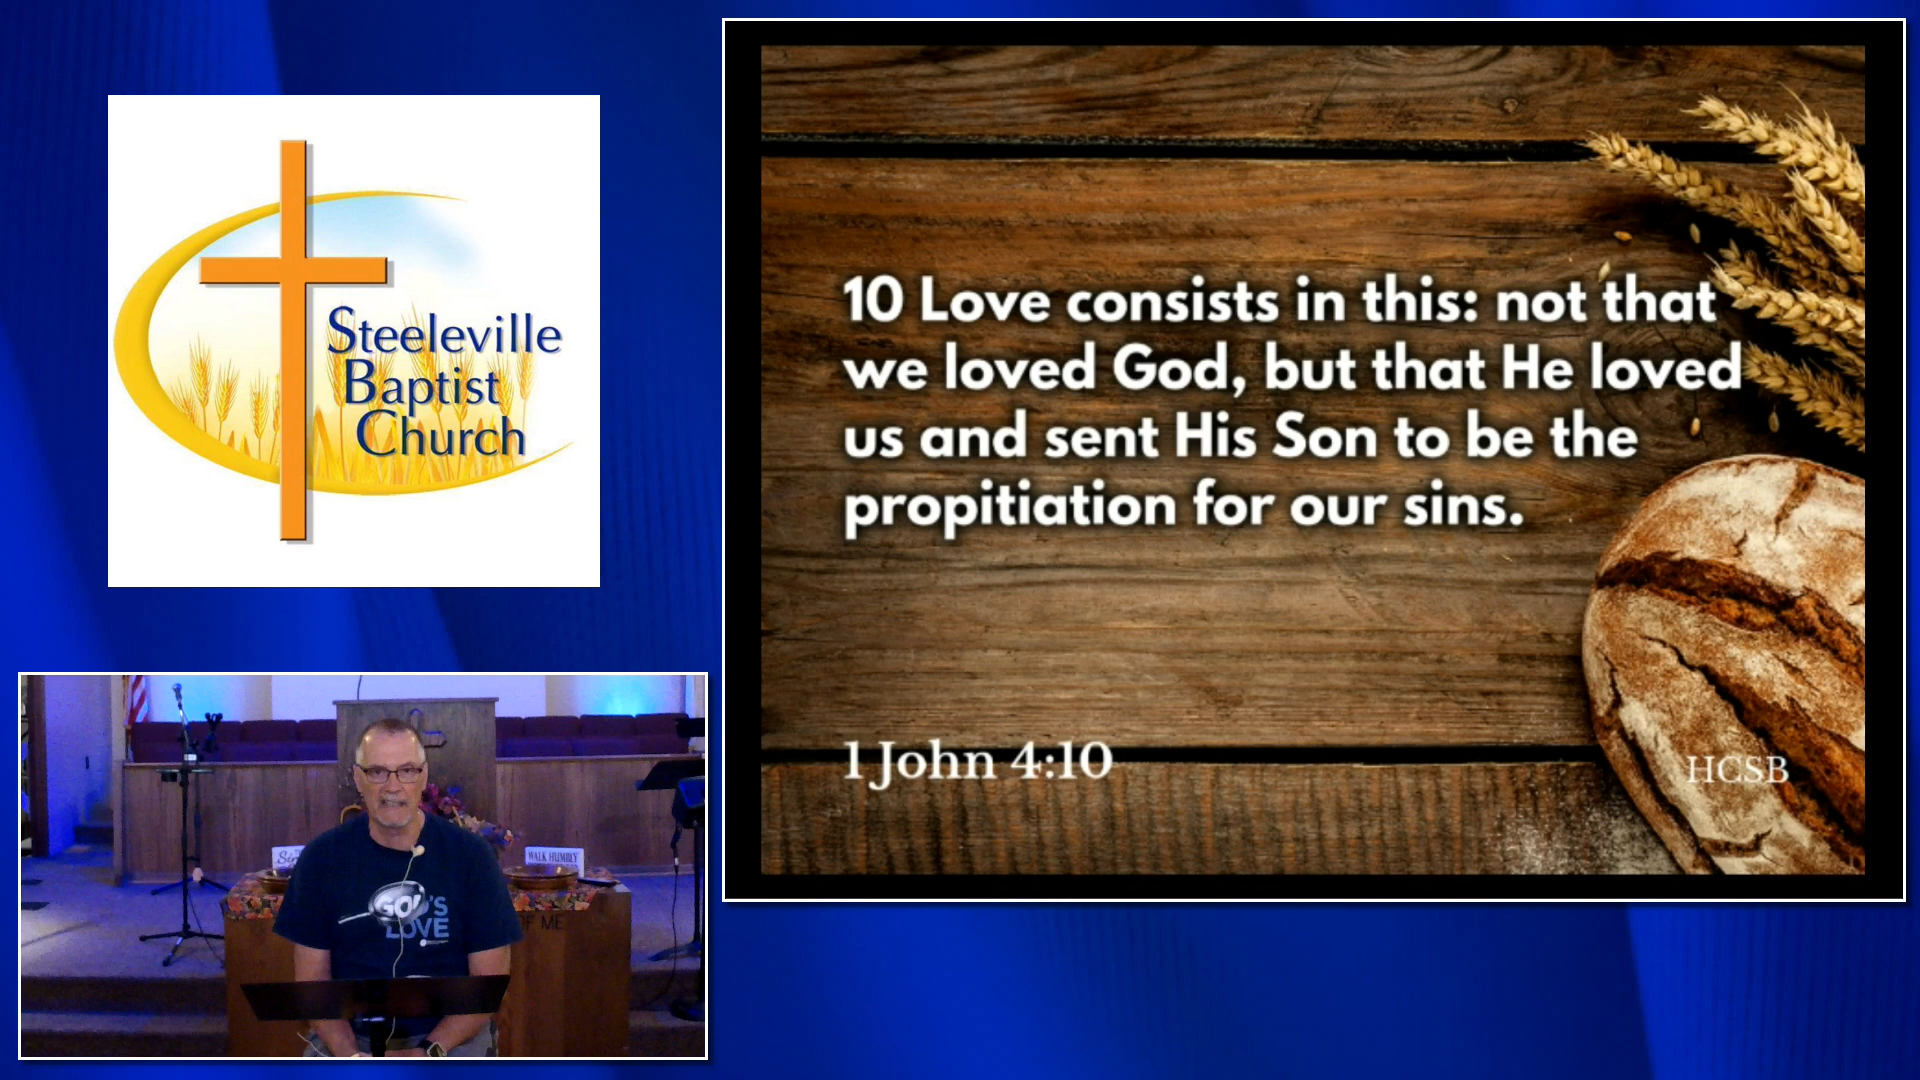 Steeleville
Baptist
Church
10 Love consists in this: not that
we loved God, but that He loved
us and sent His Son to be the
propitiation for our sins.
1 John 4:10
HCSB
WALK HUMBLY
GOD'S
LOVE
OF ME